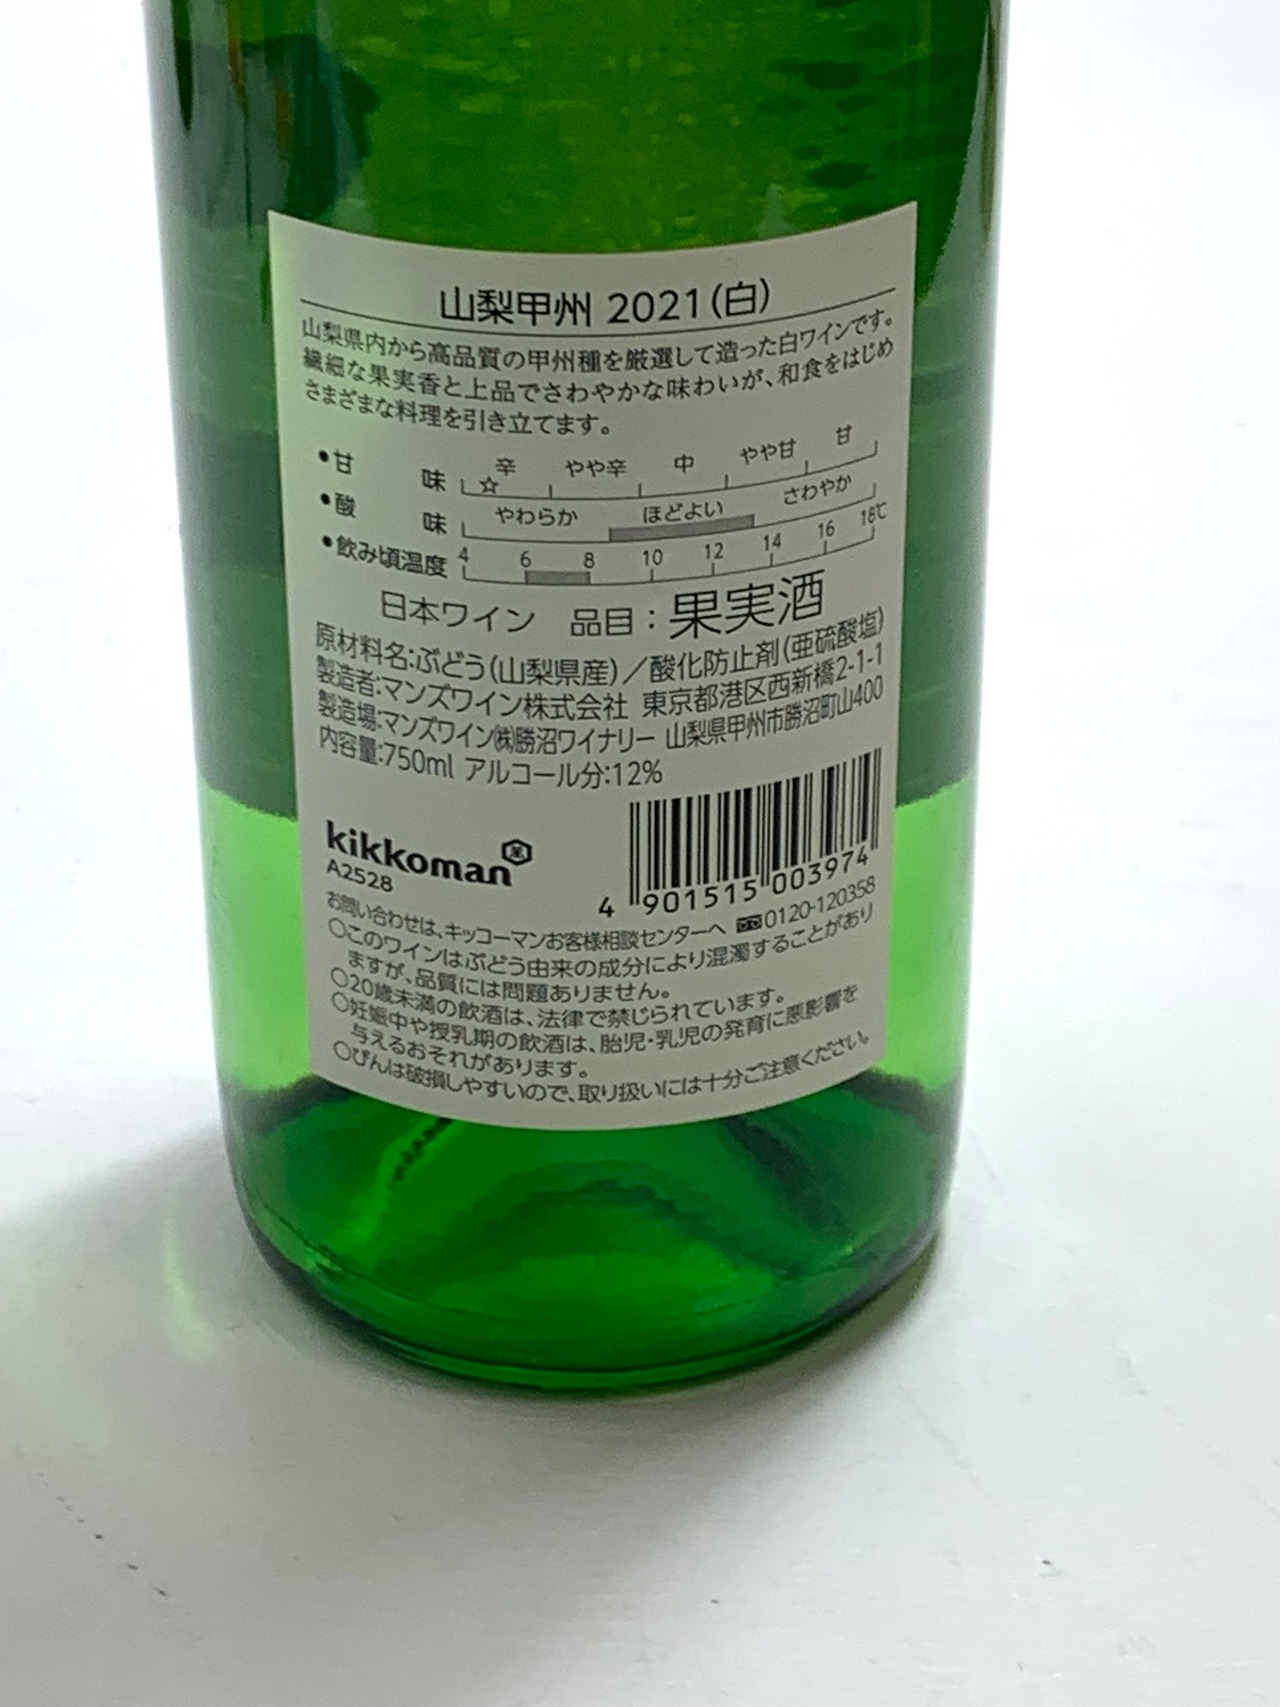 山梨甲州 2021(白)
山梨県内から高品質の甲州種を厳選して造った白ワインです。
繊細な果実香と上品でさわやかな味わいが、和食をはじめ
さまざまな料理を引き立てます。
•甘 味 辛 ☆ やや辛 中 やや甘 甘
•酸 味 やわらか ほどよい さわやか
•飲み頃温度 4 6 8 10 12 14 16 18℃
日本ワイン 品目:果実酒
原材料名:ぶどう(山梨県産)/酸化防止剤(亜硫酸塩)
製造者:マンズワイン株式会社 東京都港区西新橋2-1-1
製造場:マンズワイン㈱勝沼ワイナリー 山梨県甲州市勝沼町山400
内容量:750ml アルコール分:12%
kikkoman
A2528
4 901515 003974
お問い合わせは、キッコーマンお客様相談センターへ 0120-120358
○このワインはぶどう由来の成分により混濁することがあり
ますが、品質には問題ありません。
○20歳未満の飲酒は、法律で禁じられています。
○妊娠中や授乳期の飲酒は、胎児・乳児の発育に悪影響を
与えるおそれがあります。
○びんは破損しやすいので、取り扱いには十分ご注意ください。